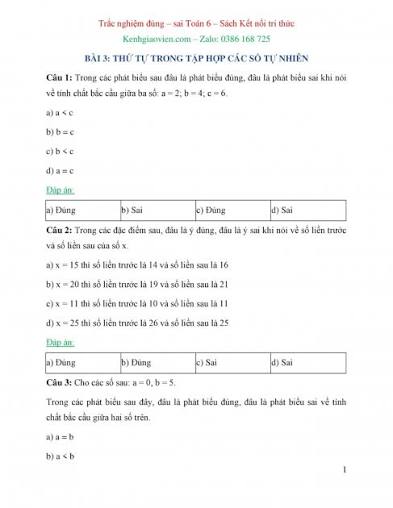 Trắc nghiệm đúng – sai Toán 6 – Sách Kết nối tri thức
Kenhgiaovien.com – Zalo: 0386 168 725
BÀI 3: THỨ TỰ TRONG TẬP HỢP CÁC SỐ TỰ NHIÊN
Câu 1: Trong các phát biểu sau đâu là phát biểu đúng, đâu là phát biểu sai khi nói
về tính chất bắc cầu giữa ba số: a = 2; b = 4; c = 6.
a) a < c
b) b = c
c) b < c
d) a = c
Đáp án:
a) Đúng b) Sai c) Đúng d) Sai
Câu 2: Trong các đặc điểm sau, đâu là ý đúng, đâu là ý sai khi nói về số liền trước
và số liền sau của số x.
a) x = 15 thì số liền trước là 14 và số liền sau là 16
b) x = 20 thì số liền trước là 19 và số liền sau là 21
c) x = 11 thì số liền trước là 10 và số liền sau là 11
d) x = 25 thì số liền trước là 26 và số liền sau là 25
Đáp án:
a) Đúng b) Đúng c) Sai d) Sai
Câu 3: Cho các số sau: a = 0, b = 5.
Trong các phát biểu sau đây, đâu là phát biểu đúng, đâu là phát biểu sai về tính
chất bắc cầu giữa hai số trên.
a) a = b
b) a < b
1